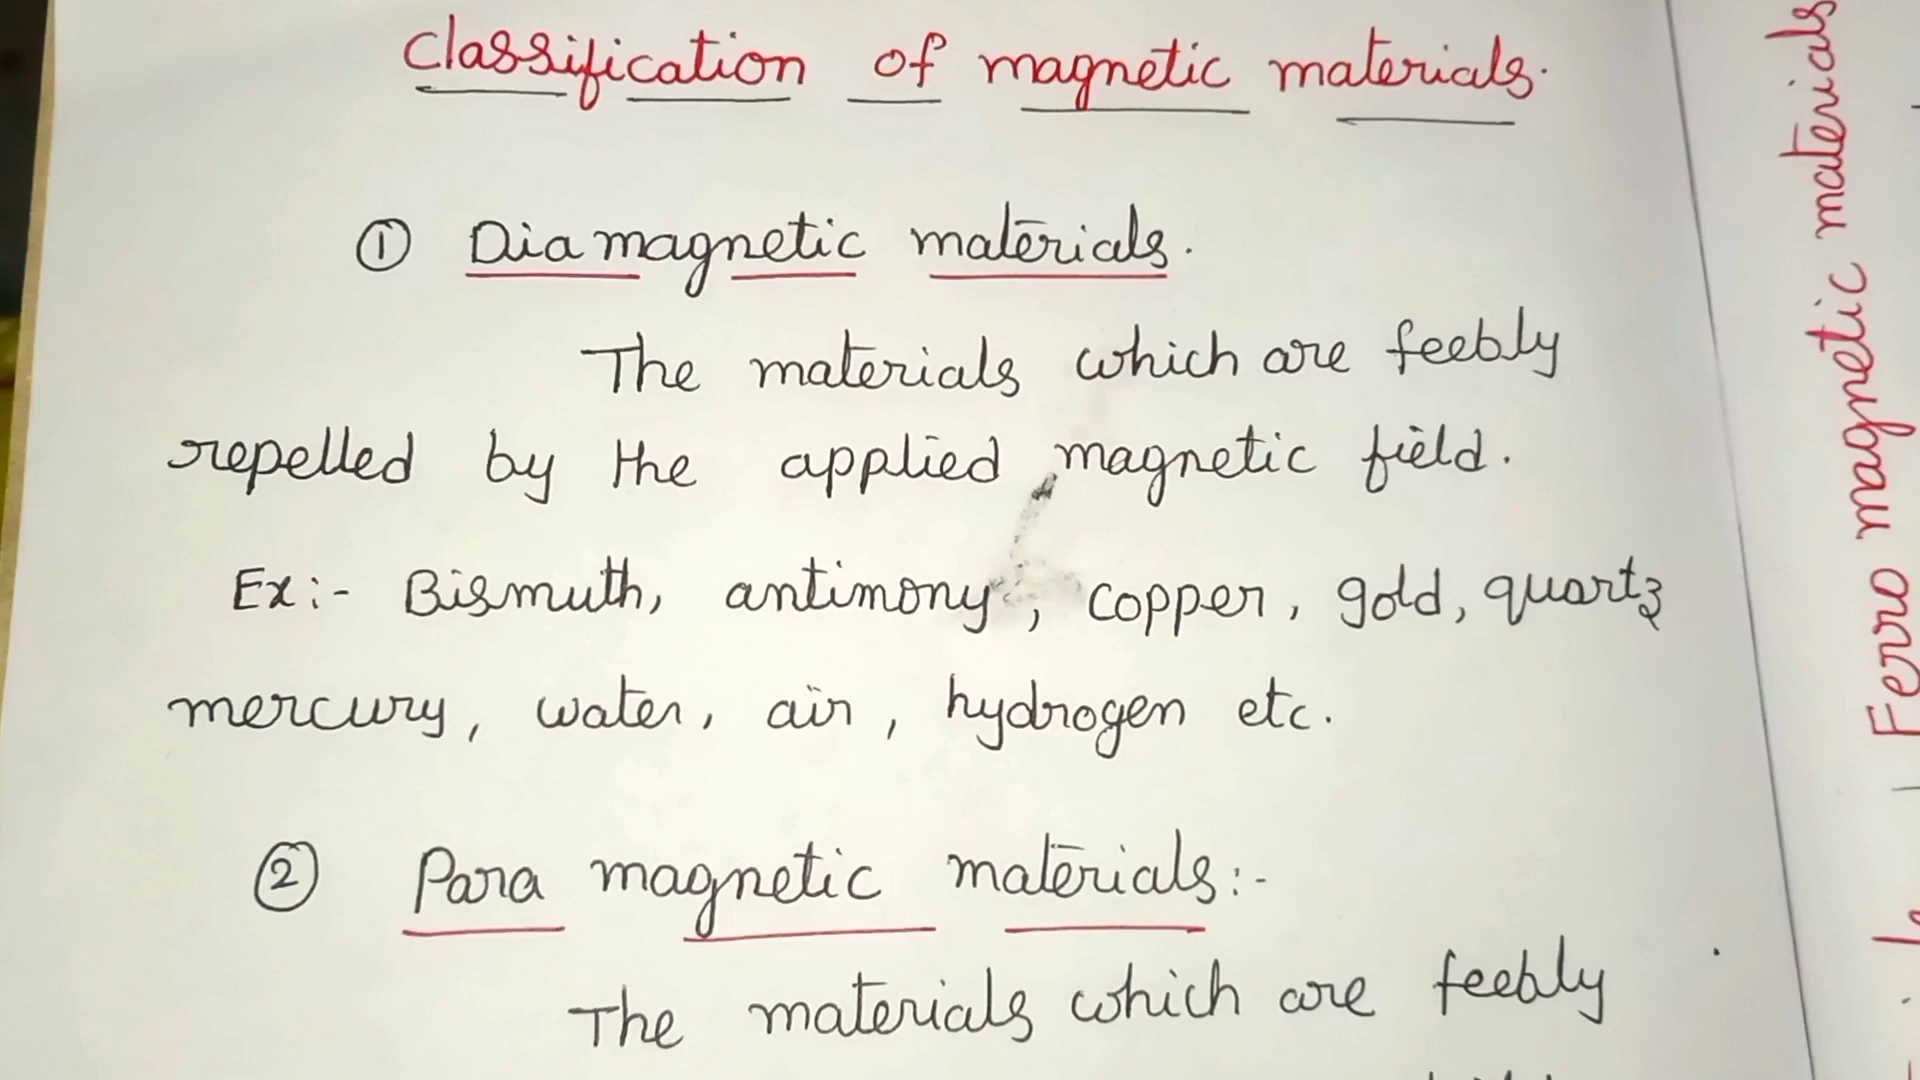 Classification of magnetic materials.
① Dia magnetic materials.
The materials which are feebly
repelled by the applied magnetic field.
Ex:- Bismuth, antimony, copper, gold, quartz
mercury, water, air, hydrogen etc.
② Para magnetic materials:-
The materials which are feebly
Ferro magnetic materials